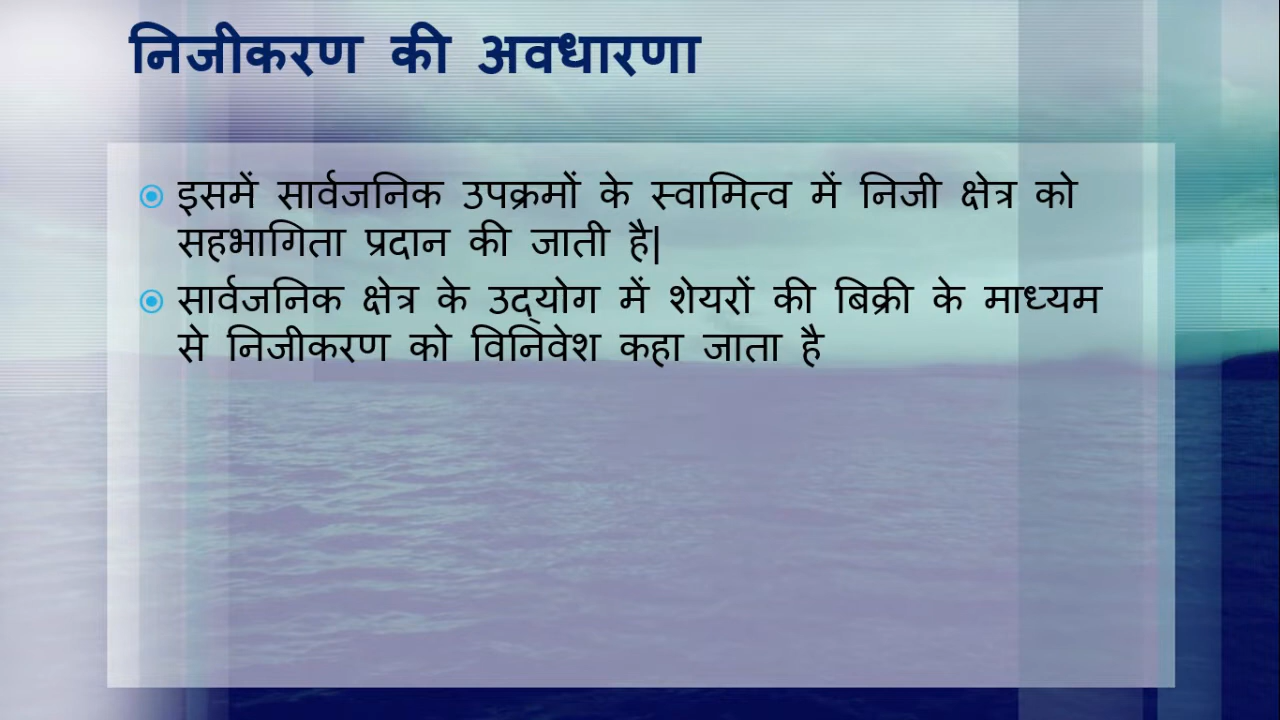 निजीकरण की अवधारणा
इसमें सार्वजनिक उपक्रमों के स्वामित्व में निजी क्षेत्र को
सहभागिता प्रदान की जाती है|
सार्वजनिक क्षेत्र के उद्योग में शेयरों की बिक्री के माध्यम
से निजीकरण को विनिवेश कहा जाता है